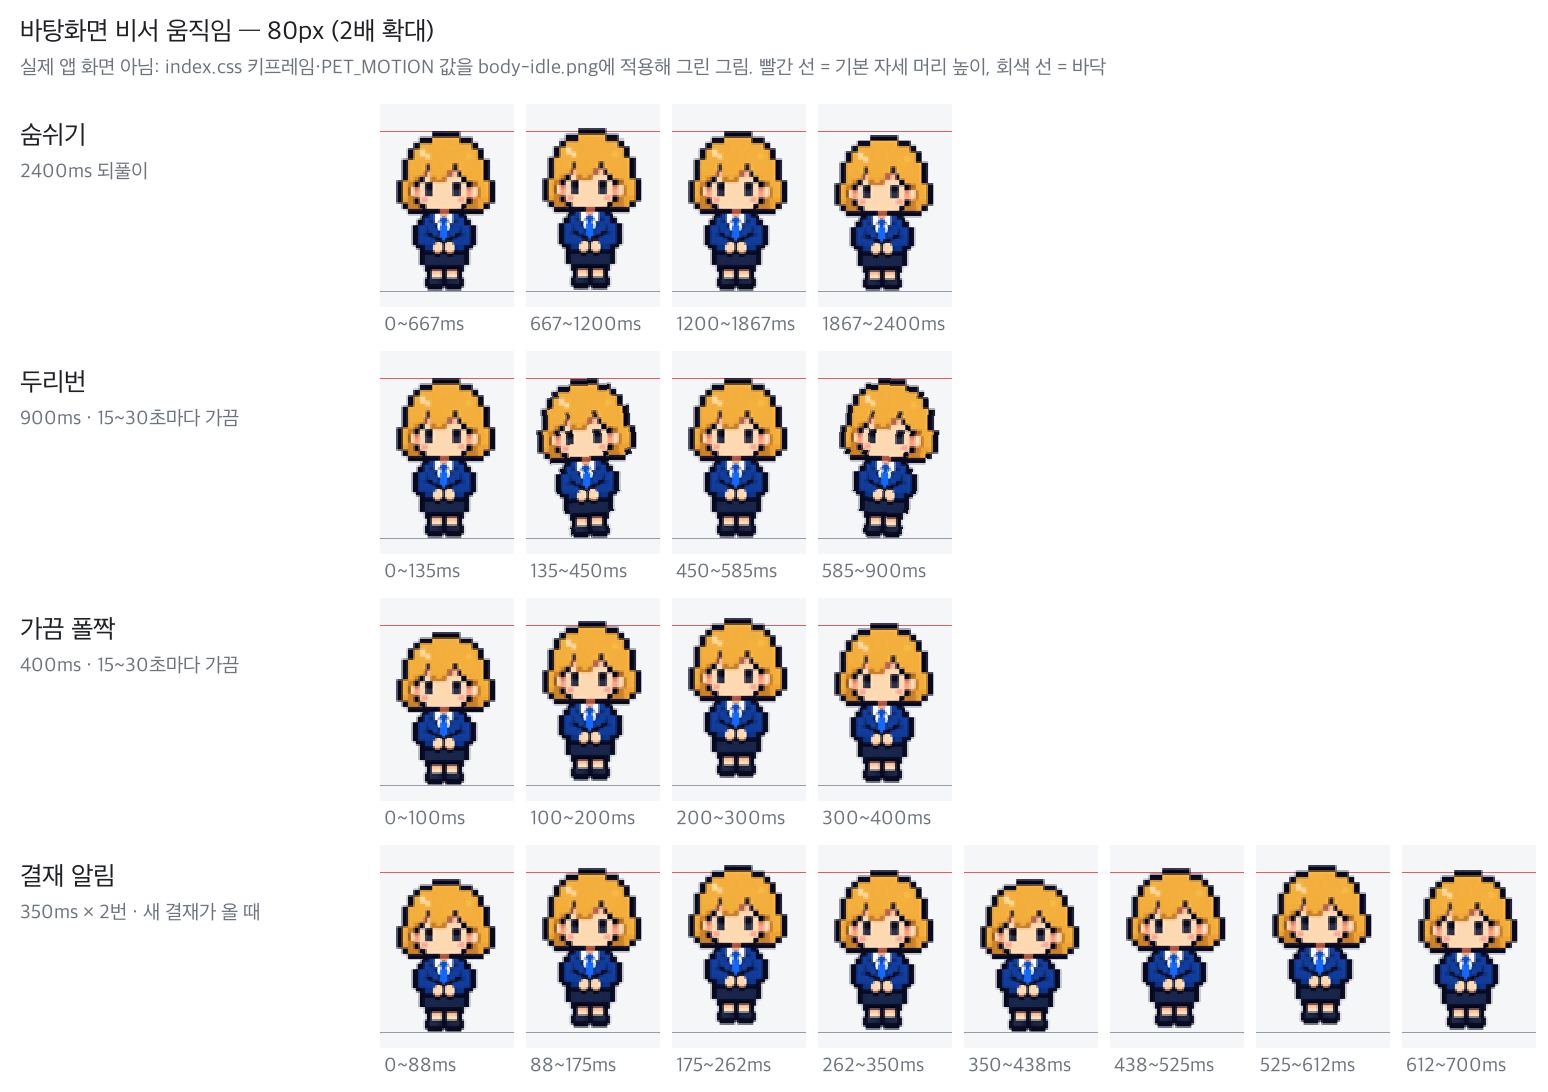 바탕화면 비서 움직임 — 80px (2배 확대)
실제 앱 화면 아님: index.css 키프레임·PET_MOTION 값을 body-idle.png에 적용해 그린 그림. 빨간 선 = 기본 자세 머리 높이, 회색 선 = 바닥
숨쉬기
2400ms 되풀이
0~667ms
667~1200ms
1200~1867ms
1867~2400ms
두리번
900ms · 15~30초마다 가끔
0~135ms
135~450ms
450~585ms
585~900ms
가끔 폴짝
400ms · 15~30초마다 가끔
0~100ms
100~200ms
200~300ms
300~400ms
결재 알림
350ms × 2번 · 새 결재가 올 때
0~88ms
88~175ms
175~262ms
262~350ms
350~438ms
438~525ms
525~612ms
612~700ms